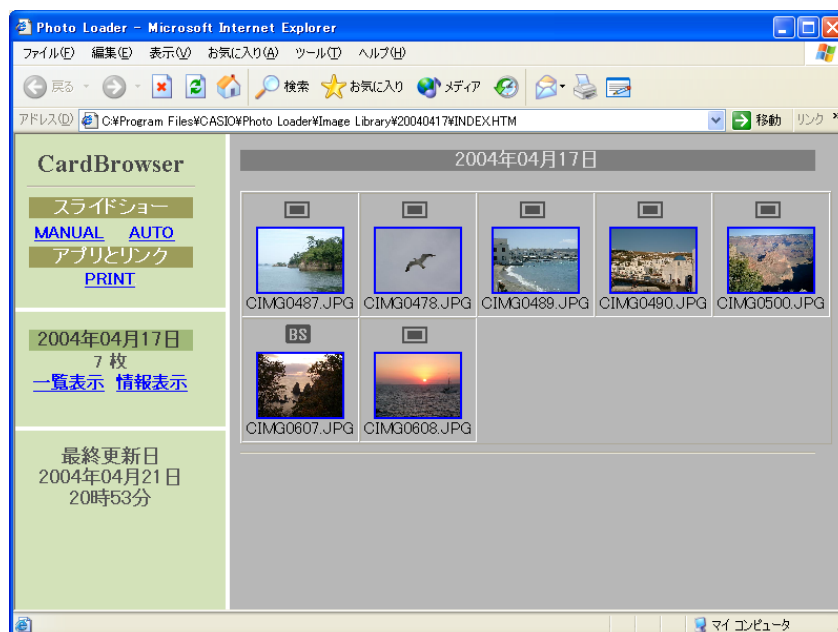 Photo Loader - Microsoft Internet Explorer
ファイル(F) 編集(E) 表示(V) お気に入り(A) ツール(T) ヘルプ(H)
戻る 検索 お気に入り メディア
アドレス(D) C:¥Program Files¥CASIO¥Photo Loader¥Image Library¥20040417¥INDEX.HTM 移動 リンク »
CardBrowser
スライドショー
MANUAL AUTO
アプリとリンク
PRINT
2004年04月17日
7 枚
一覧表示 情報表示
最終更新日
2004年04月21日
20時53分
2004年04月17日
CIMG0487.JPG CIMG0478.JPG CIMG0489.JPG CIMG0490.JPG CIMG0500.JPG
BS
CIMG0607.JPG CIMG0608.JPG
マイ コンピュータ